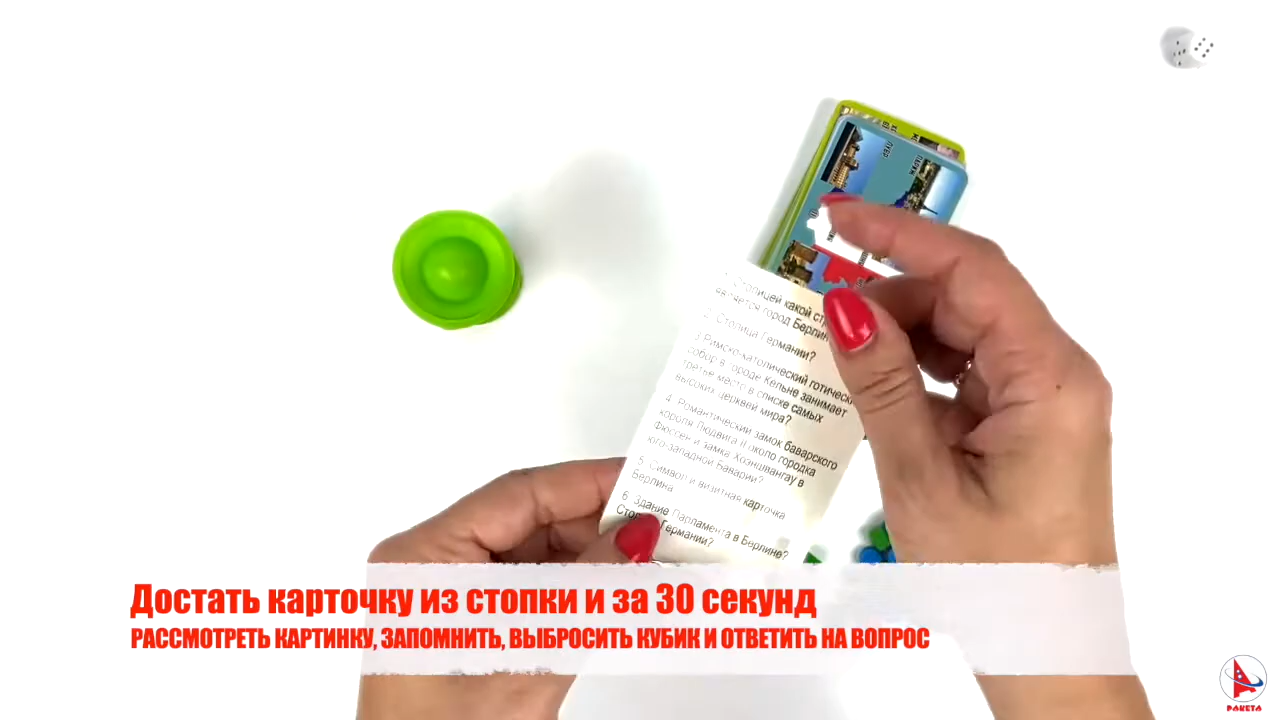 ЛУВР
ПАРИЖ
1. Столицей какой
является город Берлин
2. Столица Германии?
3 Римско-католический готически
собор в городе Кельне занимает
третье место в списке самых
высоких церквей мира?
4. Романтический замок баварского
короля Людвига II около городка
Фюссен и замка Хоэншвангау в
юго-западной Баварии?
5. Символ и визитная карточка
Берлина
6. Здание Парламента в Берлине?
Германии?
Достать карточку из стопки и за 30 секунд
РАССМОТРЕТЬ КАРТИНКУ, ЗАПОМНИТЬ, ВЫБРОСИТЬ КУБИК И ОТВЕТИТЬ НА ВОПРОС
РАКЕТА